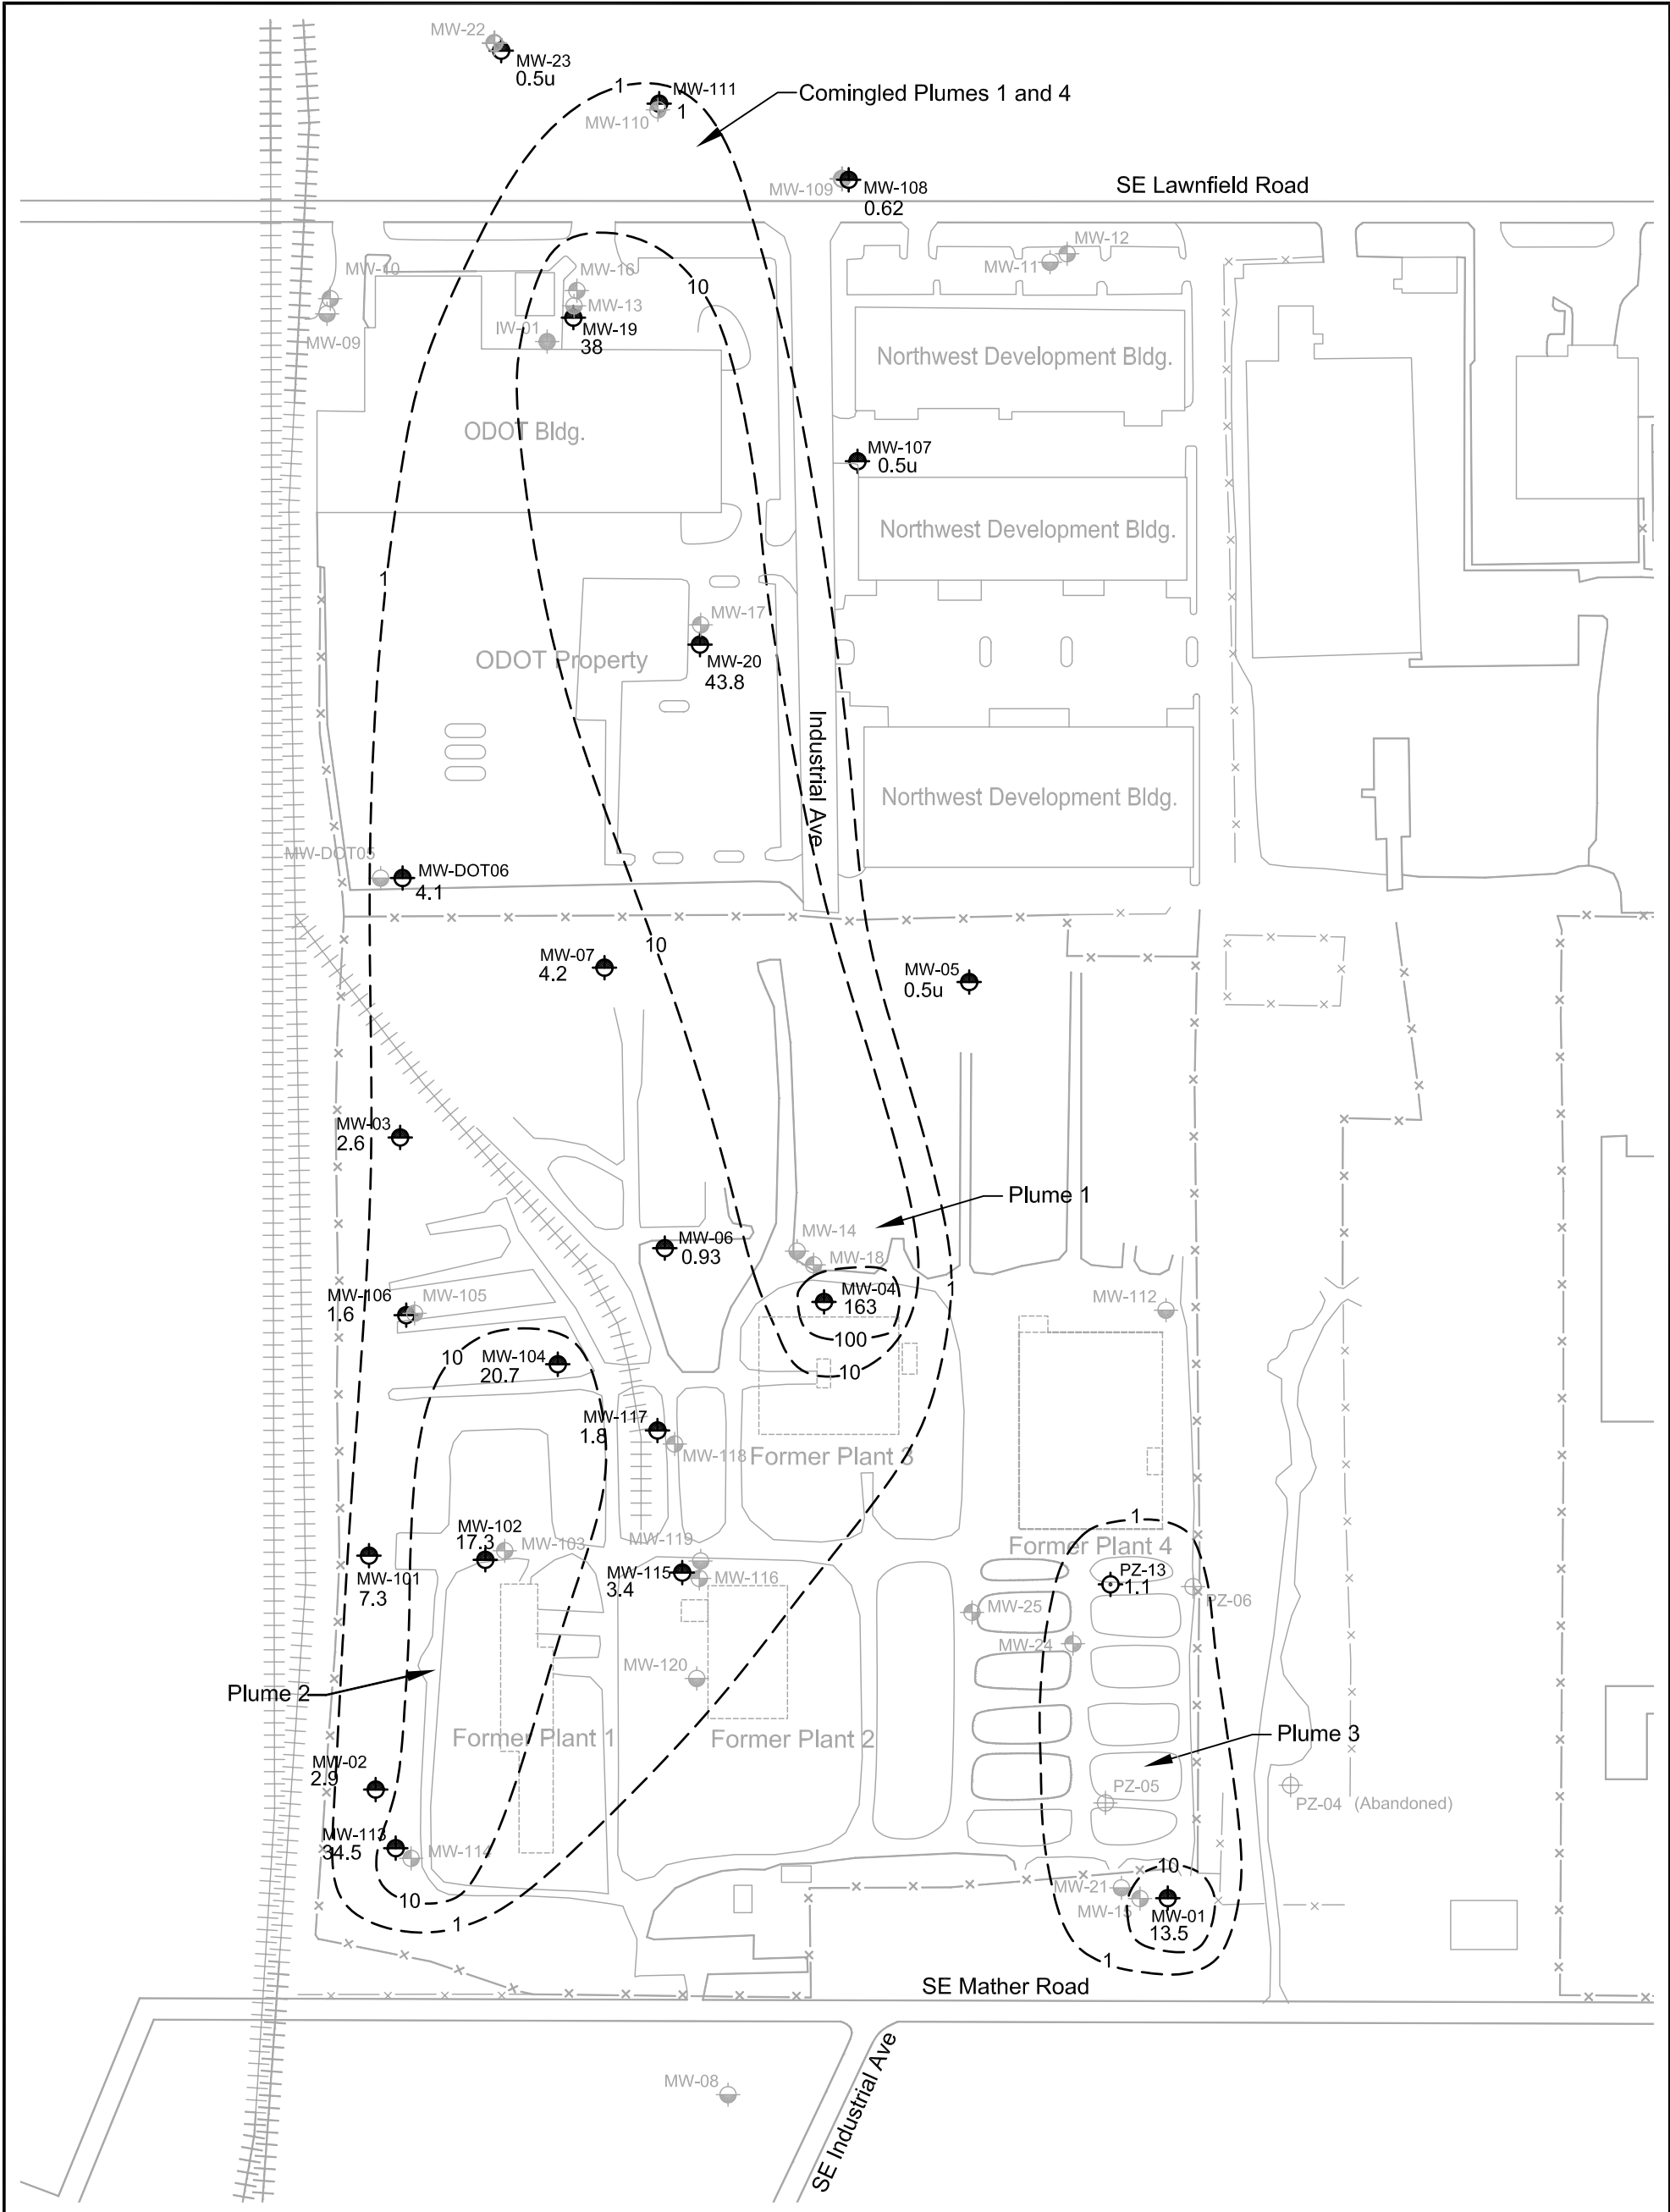 MW-22
MW-23
0.5u
1
MW-111
1
MW-110
Comingled Plumes 1 and 4
MW-109
MW-108
0.62
SE Lawnfield Road
MW-12
MW-11
MW-10
MW-09
MW-16
MW-13
IW-01
MW-19
38
10
Northwest Development Bldg.
ODOT Bldg.
MW-107
0.5u
Northwest Development Bldg.
1
MW-17
ODOT Property
MW-20
43.8
Industrial Ave
Northwest Development Bldg.
MW-DOT05
MW-DOT06
4.1
10
MW-07
4.2
MW-05
0.5u
MW-03
2.6
Plume 1
MW-14
MW-06
0.93
MW-18
MW-04
163
1
100
10
MW-112
MW-106
1.6
MW-105
10
MW-104
20.7
MW-117
1.8
MW-118
Former Plant 3
MW-102
17.3
MW-103
MW-119
MW-101
7.3
MW-115
3.4
MW-116
1
Former Plant 4
PZ-13
1.1
PZ-06
MW-25
MW-24
MW-120
Plume 2
Former Plant 1
Former Plant 2
Plume 3
MW-02
2.9
PZ-05
PZ-04 (Abandoned)
MW-113
34.5
MW-114
10
1
10
MW-21
MW-15
MW-01
13.5
1
SE Mather Road
SE Industrial Ave
MW-08